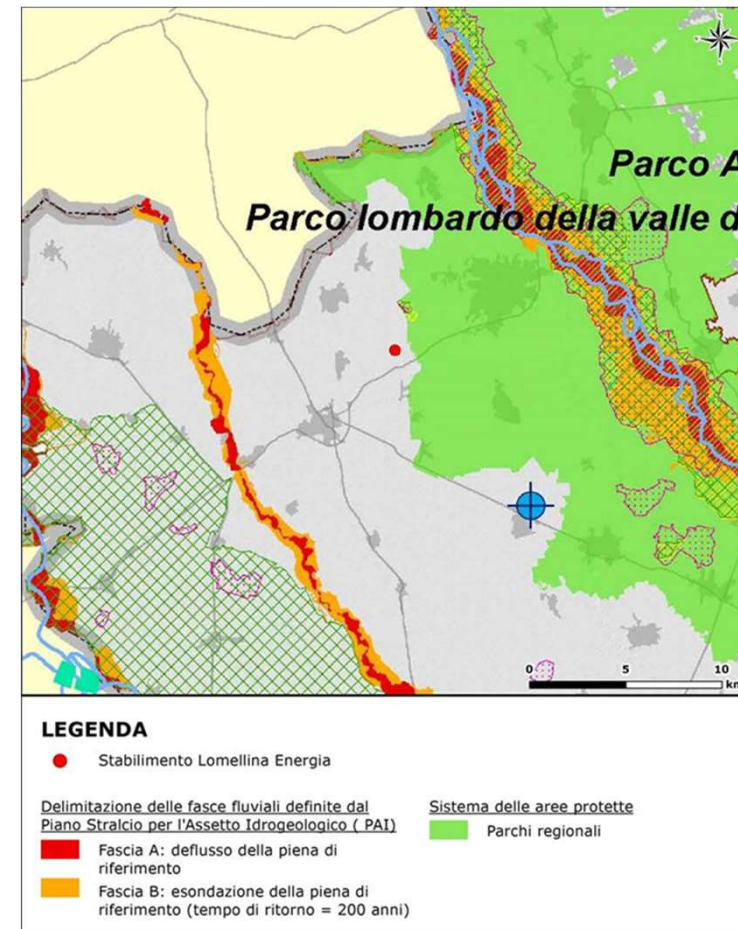 Parco A
Parco lombardo della valle d
0 5 10
km
LEGENDA
Stabilimento Lomellina Energia
Delimitazione delle fasce fluviali definite dal
Piano Stralcio per l'Assetto Idrogeologico ( PAI)
Fascia A: deflusso della piena di
riferimento
Fascia B: esondazione della piena di
riferimento (tempo di ritorno = 200 anni)
Sistema delle aree protette
Parchi regionali